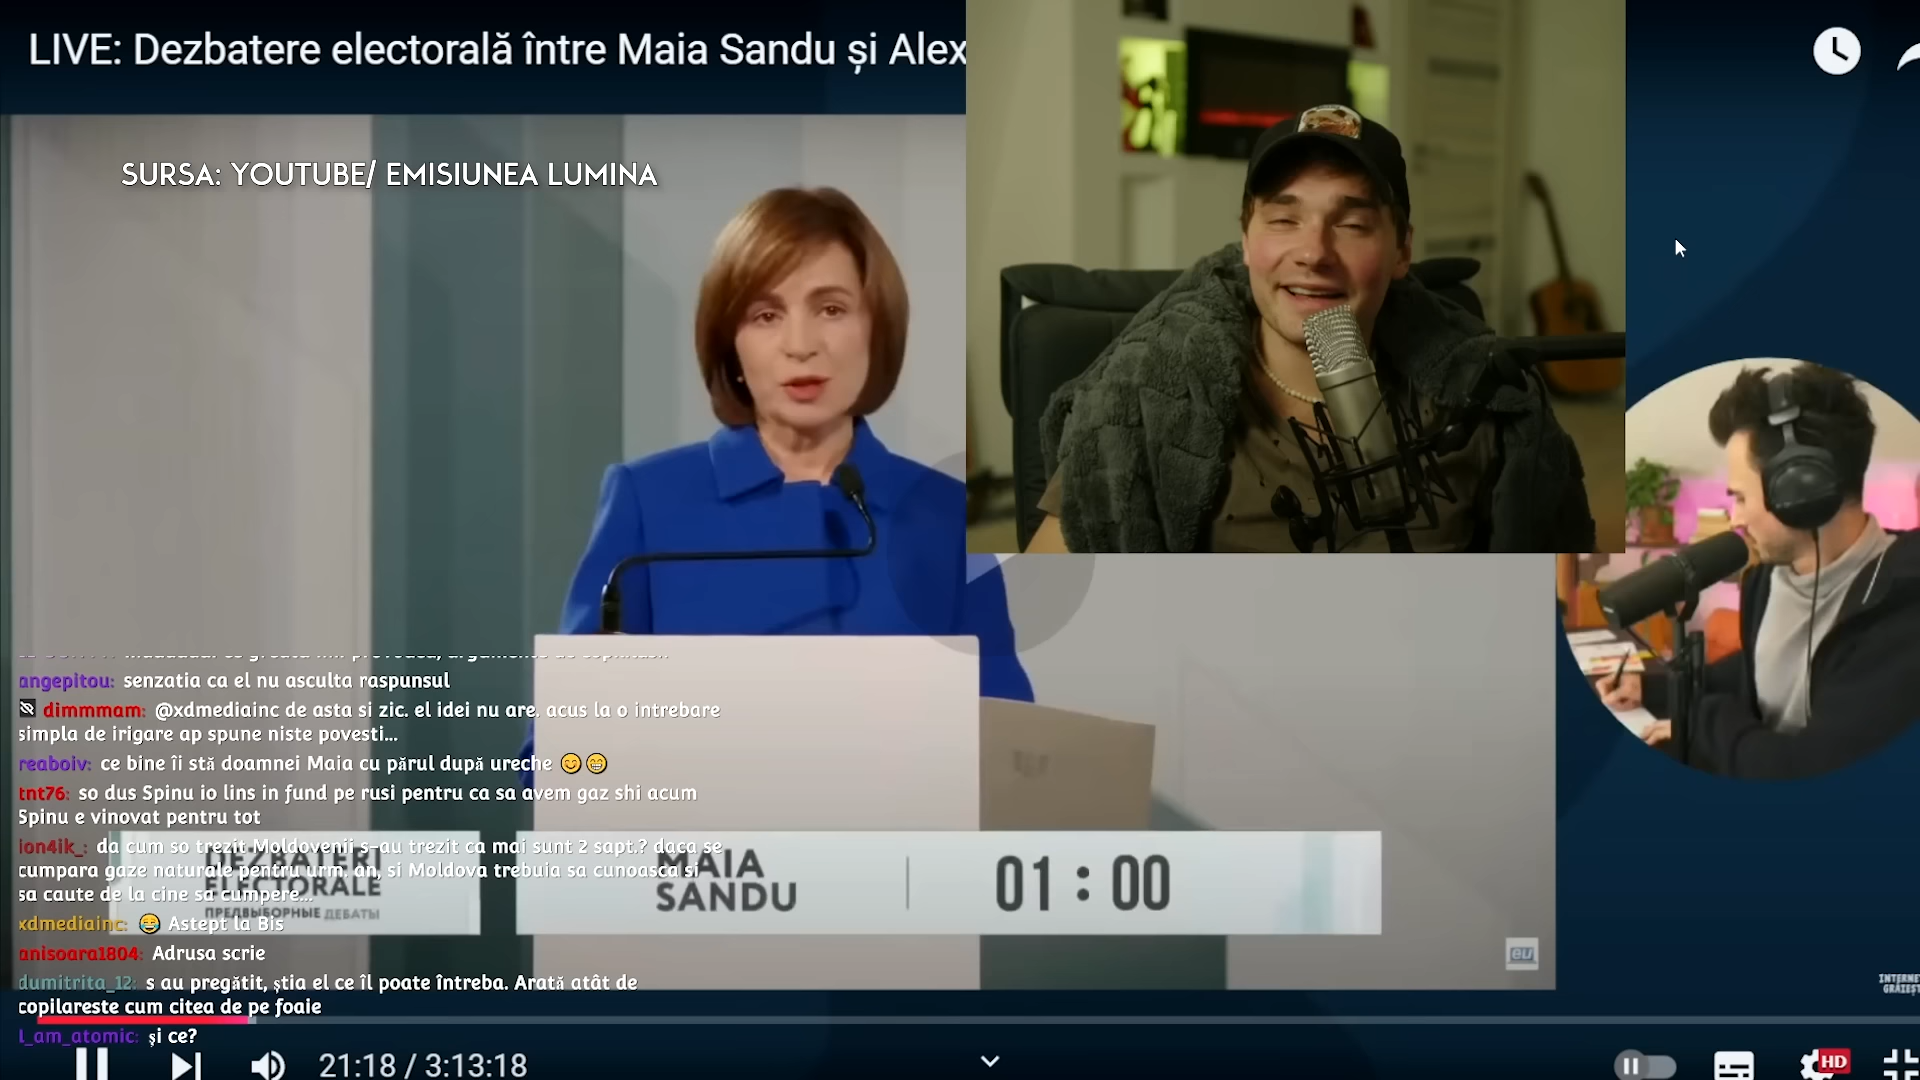 LIVE: Dezbatere electorală între Maia Sandu și Alex
SURSA: YOUTUBE/ EMISIUNEA LUMINA
angepitou: senzatia ca el nu asculta raspunsul
dimmmam: @xdmediainc de asta si zic. el idei nu are. acus la o intrebare
simpla de irigare ap spune niste povesti...
reaboiv: ce bine îi stă doamnei Maia cu părul după ureche 😊😁
tnt76: so dus Spinu io lins in fund pe rusi pentru ca sa avem gaz shi acum
Spinu e vinovat pentru tot
ion4ik_: da cum so trezit Moldovenii s-au trezit ca mai sunt 2 sapt.? daca se
cumpara gaze naturale pentru urm. an, si Moldova trebuia sa cunoasca si
sa caute de la cine sa cumpere...
xdmediainc: 😂 Astept la Bis
anisoara1804: Adrusa scrie
dumitrita_12: s au pregătit, știa el ce îl poate întreba. Arată atât de
copilareste cum citea de pe foaie
I_am_atomic: și ce?
DEZBATERI
ELECTORALE
ПРЕДВЫБОРНЫЕ ДЕБАТЫ
MAIA
SANDU
01:00
eu
21:18 / 3:13:18
HD